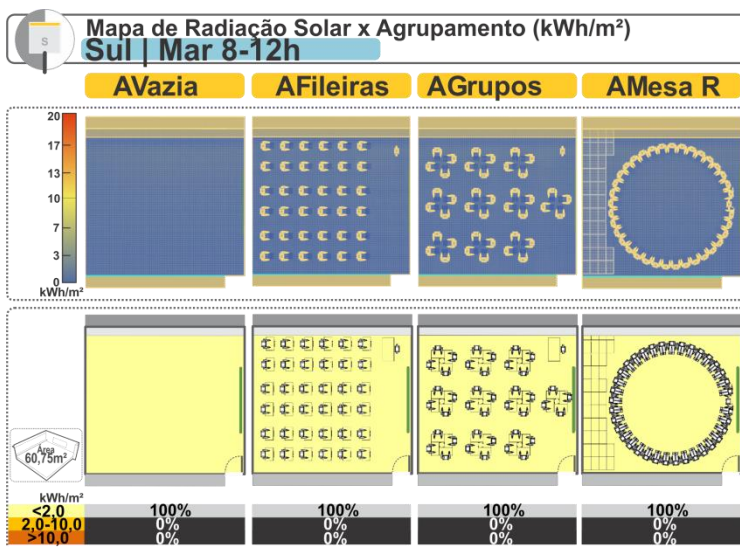 S
Mapa de Radiação Solar x Agrupamento (kWh/m²)
Sul | Mar 8-12h
AVazia AFileiras AGrupos AMesa R
20
17
13
10
7
3
0
kWh/m²
Área
60,75m²
kWh/m²
<2,0 100% 100% 100% 100%
2,0-10,0 0% 0% 0% 0%
>10,0 0% 0% 0% 0%